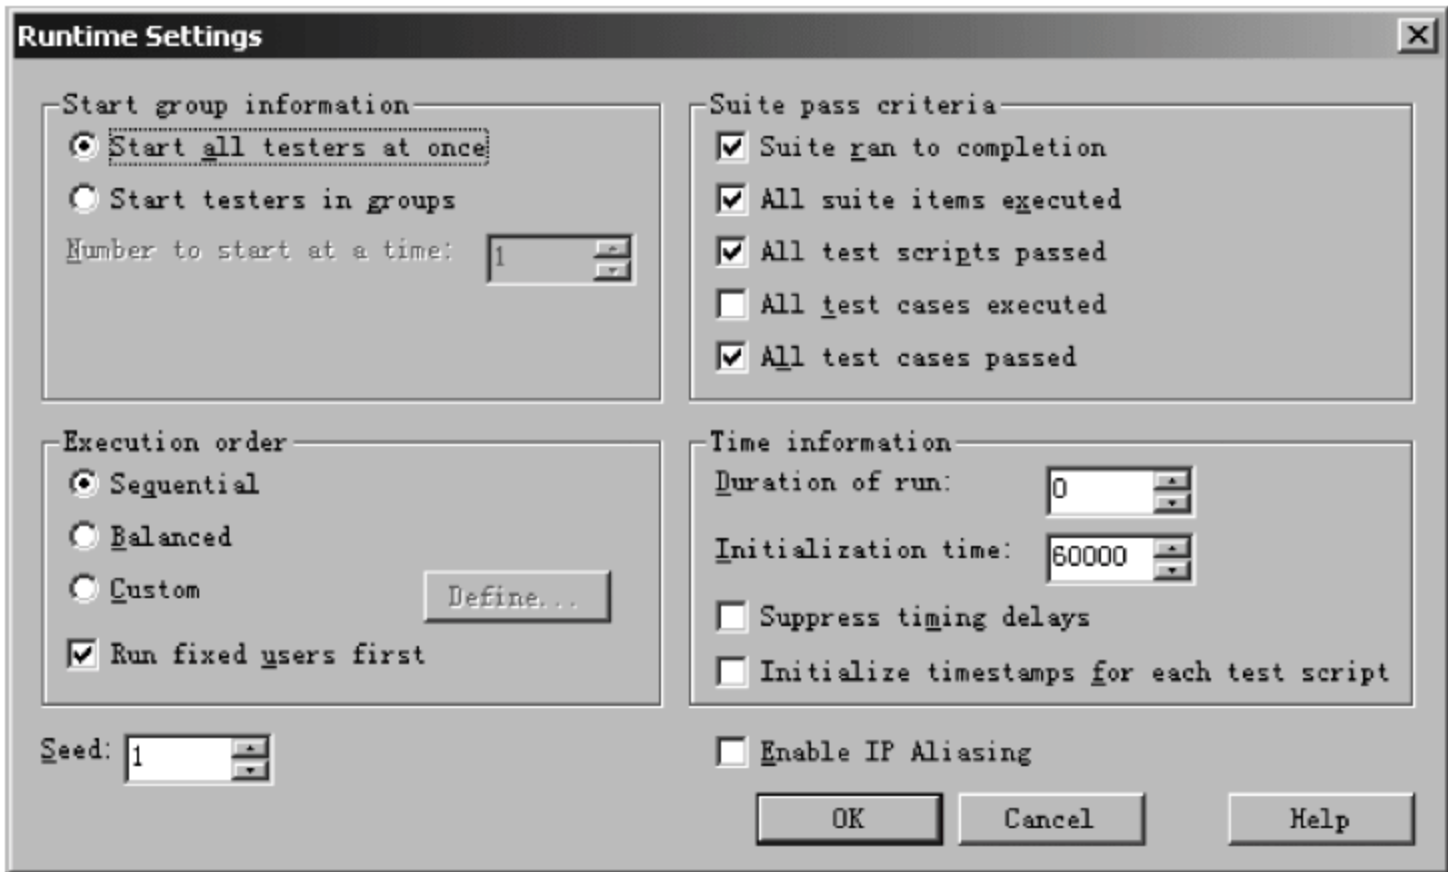 Runtime Settings
Start group information
Start all testers at once
Start testers in groups
Number to start at a time: 1
Suite pass criteria
Suite ran to completion
All suite items executed
All test scripts passed
All test cases executed
All test cases passed
Execution order
Sequential
Balanced
Custom
Define...
Run fixed users first
Time information
Duration of run: 0
Initialization time: 60000
Suppress timing delays
Initialize timestamps for each test script
Seed: 1
Enable IP Aliasing
OK Cancel Help